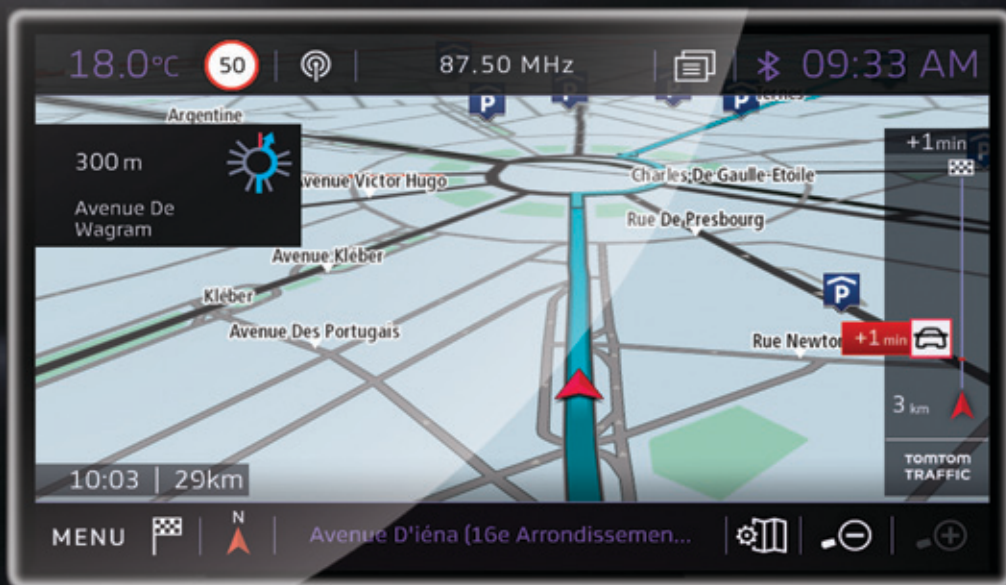 18.0°C
50
87.50 MHz
09:33 AM
P
P
P
P
Argentine
300 m
Avenue De
Wagram
Avenue Victor Hugo
Charles De Gaulle-Etoile
Rue De Presbourg
+1min
Avenue Kléber
Kléber
P
Avenue Des Portugais
Rue Newton
+1 min
3 km
TOMTOM
TRAFFIC
10:03 | 29km
MENU
N
Avenue D'iéna (16e Arrondissemen...